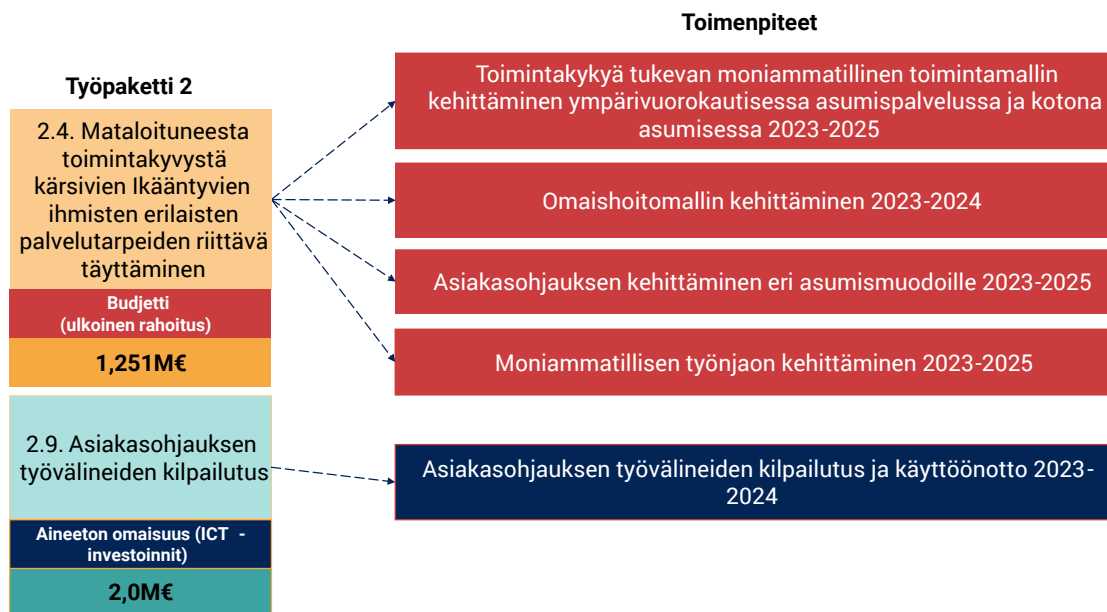 Toimenpiteet
Työpaketti 2
2.4. Mataloituneesta
toimintakyvystä
kärsivien Ikääntyvien
ihmisten erilaisten
palvelutarpeiden riittävä
täyttäminen
Budjetti
(ulkoinen rahoitus)
1,251M€
Toimintakykyä tukevan moniammatillinen toimintamallin
kehittäminen ympärivuorokautisessa asumispalvelussa ja kotona
asumisessa 2023-2025
Omaishoitomallin kehittäminen 2023-2024
Asiakasohjauksen kehittäminen eri asumismuodoille 2023-2025
Moniammatillisen työnjaon kehittäminen 2023-2025
2.9. Asiakasohjauksen
työvälineiden kilpailutus
Aineeton omaisuus (ICT -
investoinnit)
2,0M€
Asiakasohjauksen työvälineiden kilpailutus ja käyttöönotto 2023-
2024